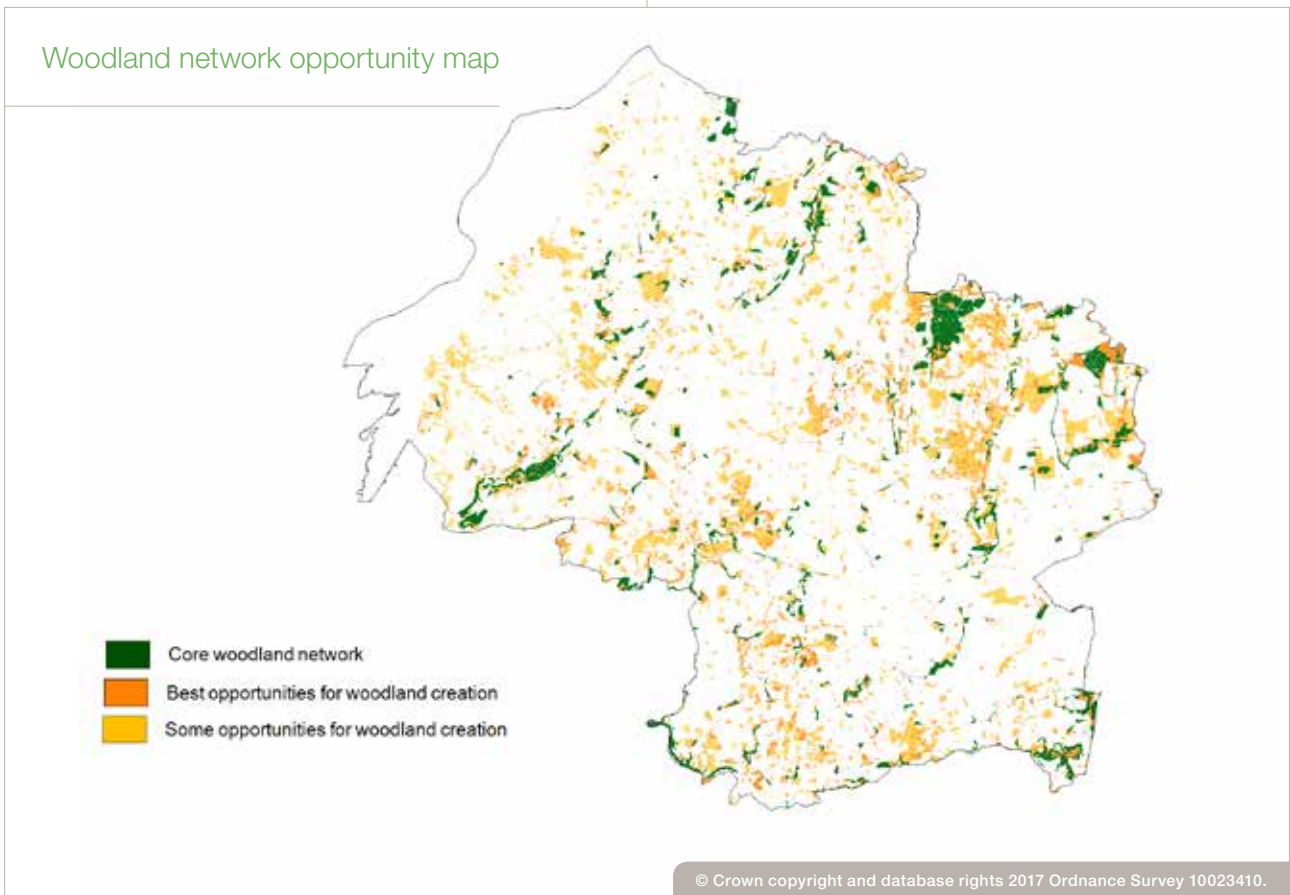 Woodland network opportunity map
Core woodland network
Best opportunities for woodland creation
Some opportunities for woodland creation
© Crown copyright and database rights 2017 Ordnance Survey 10023410.